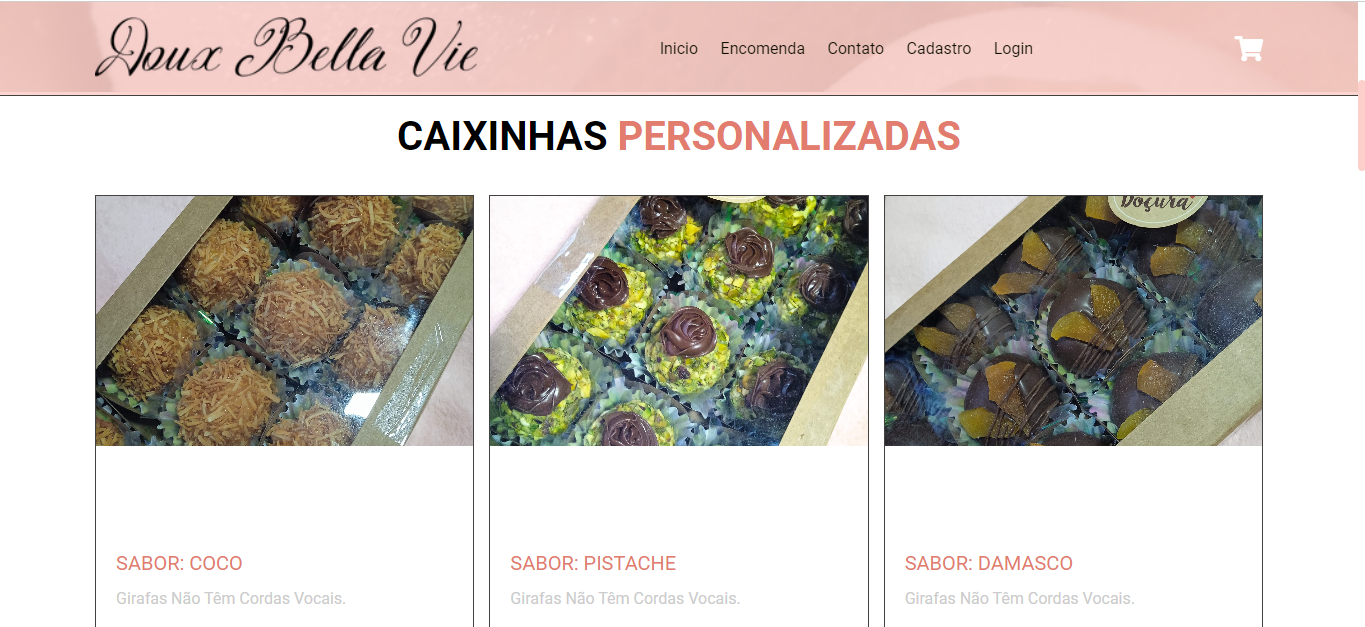 Doux Bella Vie
Inicio Encomenda Contato Cadastro Login
CAIXINHAS PERSONALIZADAS
Doçura
SABOR: COCO
Girafas Não Têm Cordas Vocais.
SABOR: PISTACHE
Girafas Não Têm Cordas Vocais.
SABOR: DAMASCO
Girafas Não Têm Cordas Vocais.